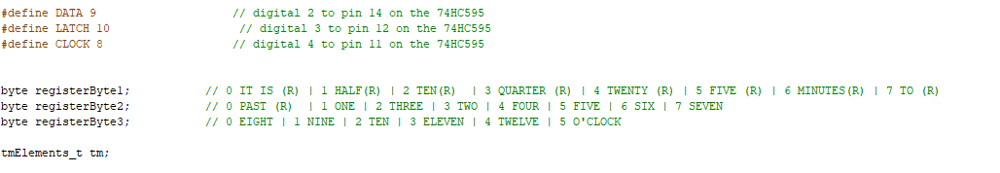 #define DATA 9 // digital 2 to pin 14 on the 74HC595
#define LATCH 10 // digital 3 to pin 12 on the 74HC595
#define CLOCK 8 // digital 4 to pin 11 on the 74HC595
byte registerByte1; // 0 IT IS (R) | 1 HALF(R) | 2 TEN(R) | 3 QUARTER (R) | 4 TWENTY (R) | 5 FIVE (R) | 6 MINUTES(R) | 7 TO (R)
byte registerByte2; // 0 PAST (R) | 1 ONE | 2 THREE | 3 TWO | 4 FOUR | 5 FIVE | 6 SIX | 7 SEVEN
byte registerByte3; // 0 EIGHT | 1 NINE | 2 TEN | 3 ELEVEN | 4 TWELVE | 5 O'CLOCK
tmElements_t tm;